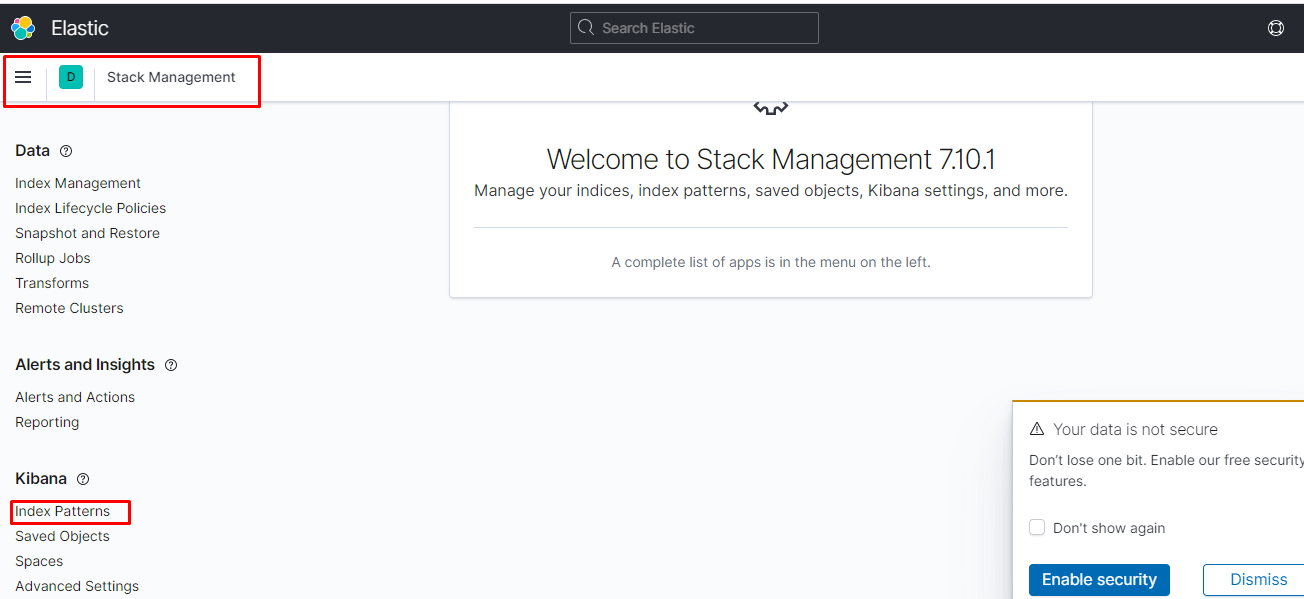 Elastic
Search Elastic
D
Stack Management
Data
Index Management
Index Lifecycle Policies
Snapshot and Restore
Rollup Jobs
Transforms
Remote Clusters
Alerts and Insights
Alerts and Actions
Reporting
Kibana
Index Patterns
Saved Objects
Spaces
Advanced Settings
Welcome to Stack Management 7.10.1
Manage your indices, index patterns, saved objects, Kibana settings, and more.
A complete list of apps is in the menu on the left.
Your data is not secure
Don’t lose one bit. Enable our free security
features.
Don't show again
Enable security
Dismiss